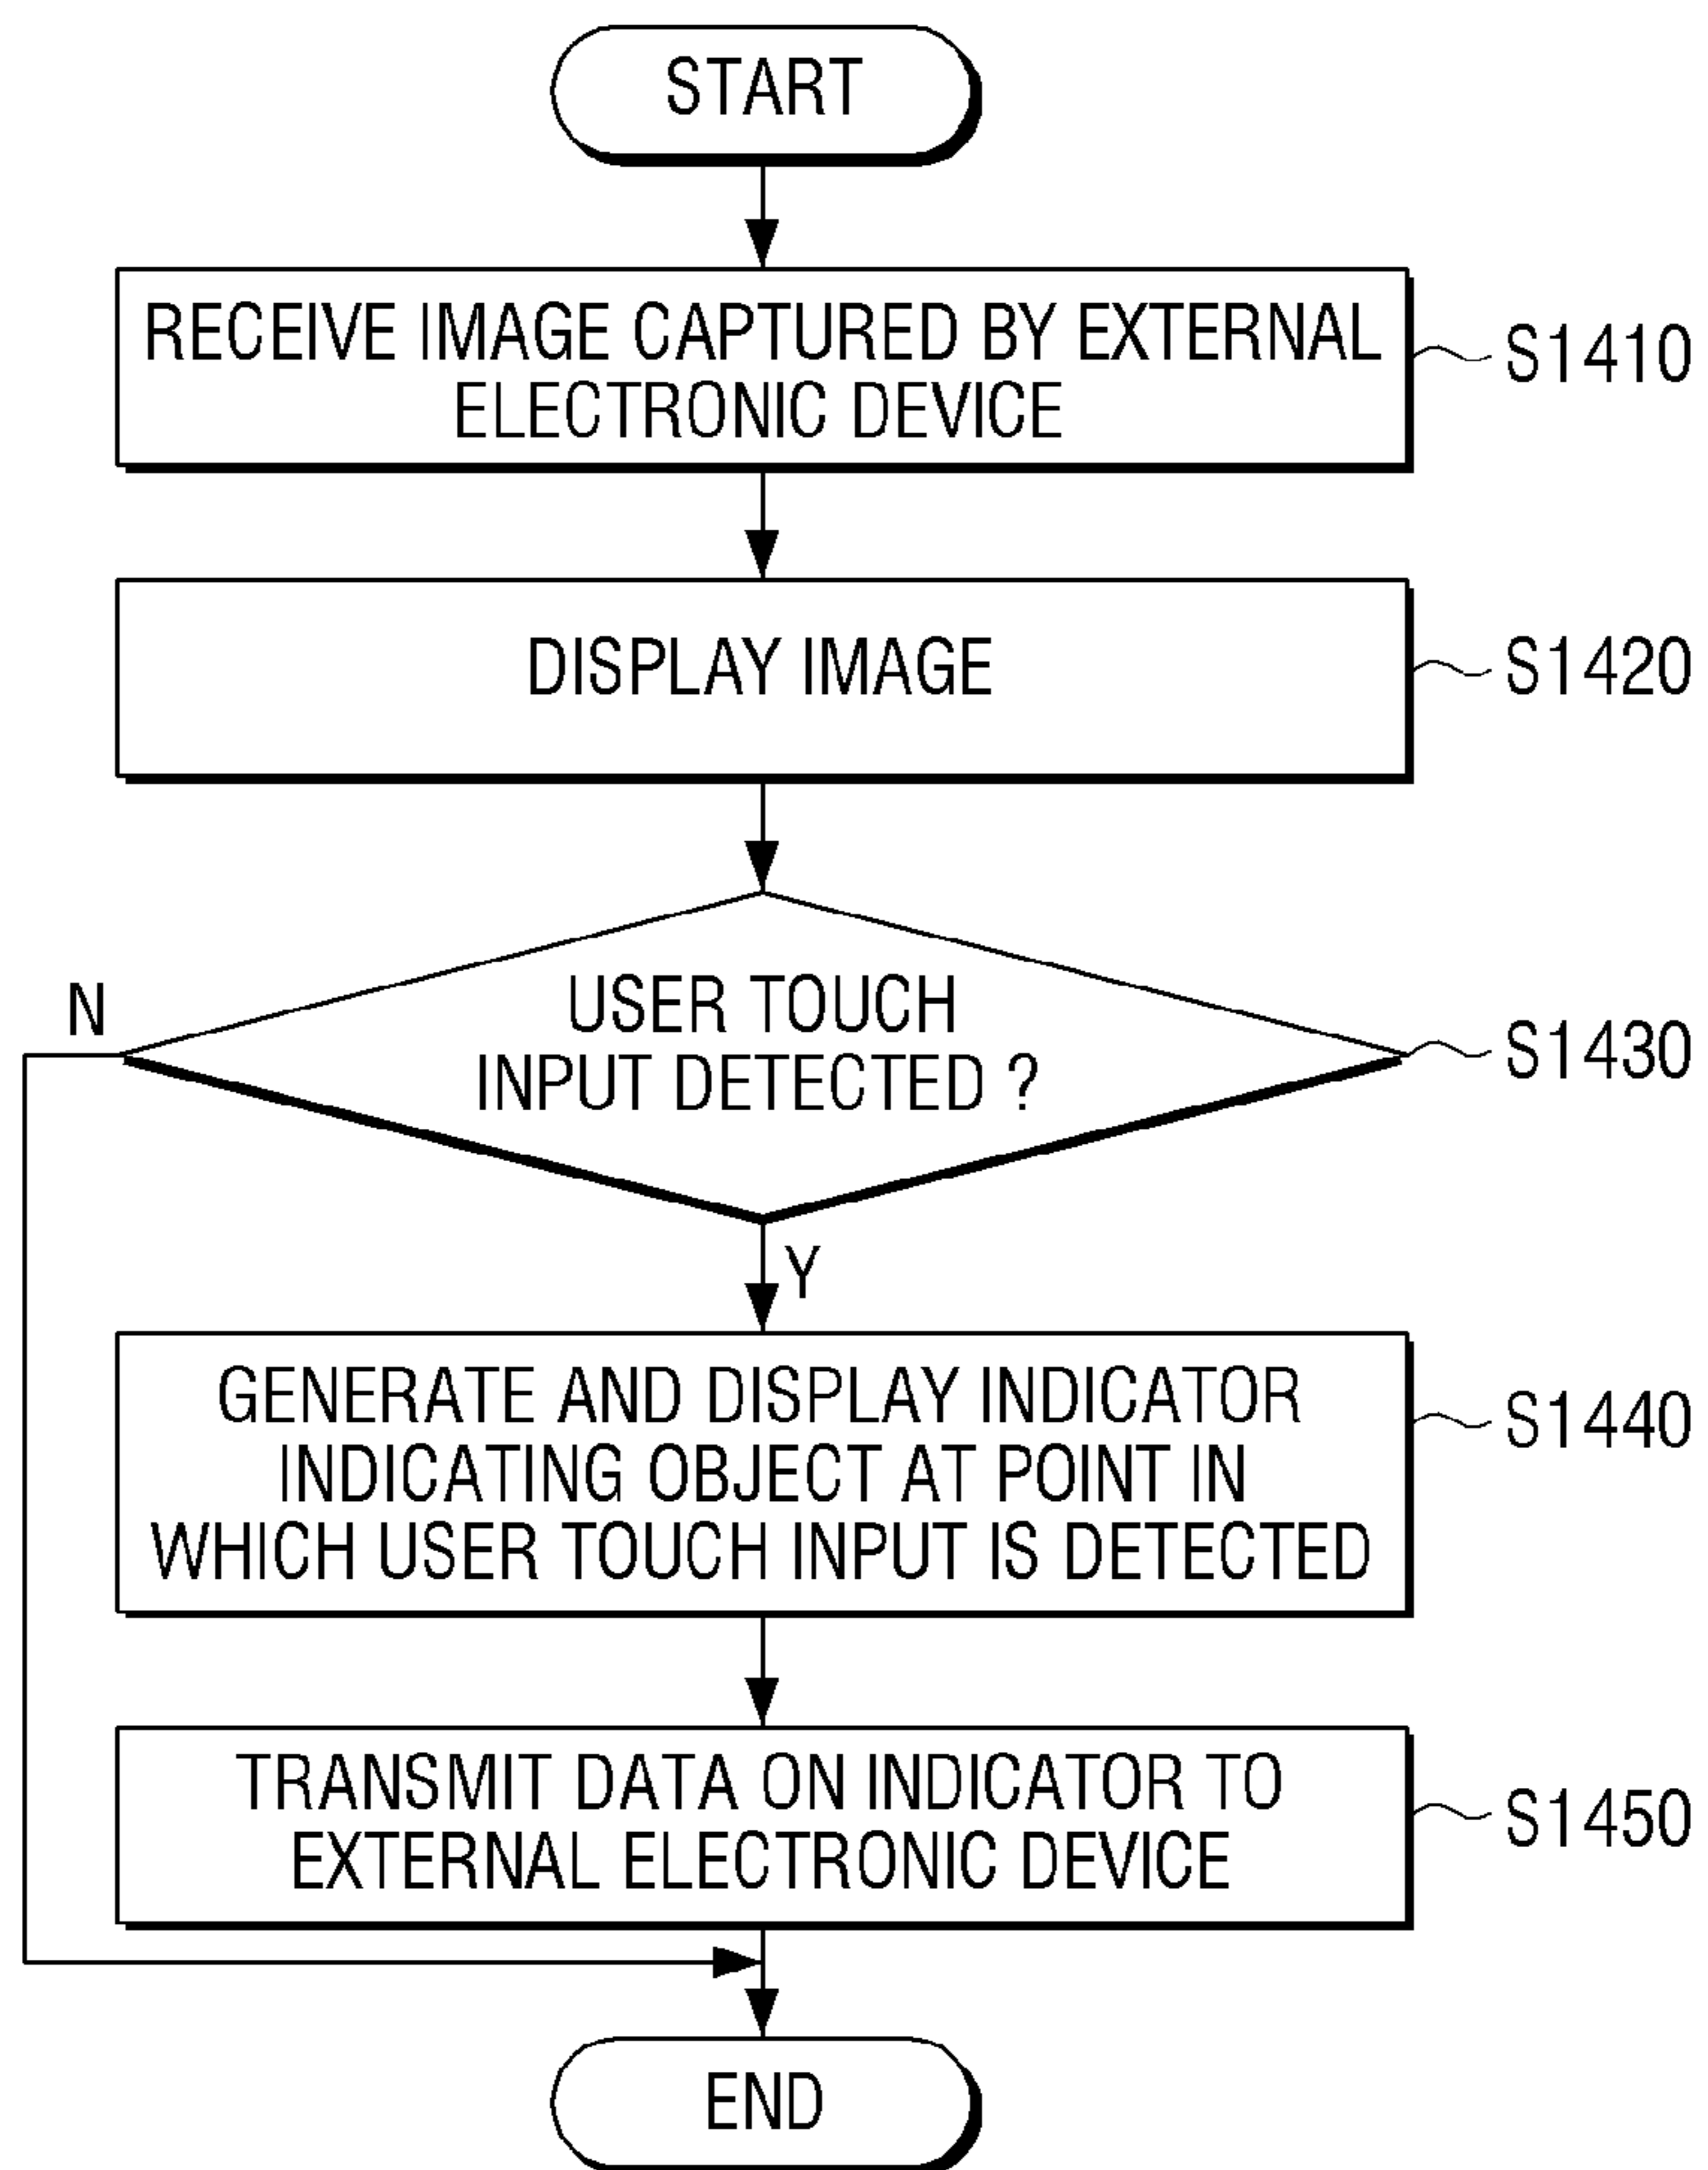 START
RECEIVE IMAGE CAPTURED BY EXTERNAL
ELECTRONIC DEVICE
S1410
DISPLAY IMAGE
S1420
N
USER TOUCH
INPUT DETECTED ?
S1430
Y
GENERATE AND DISPLAY INDICATOR
INDICATING OBJECT AT POINT IN
WHICH USER TOUCH INPUT IS DETECTED
S1440
TRANSMIT DATA ON INDICATOR TO
EXTERNAL ELECTRONIC DEVICE
S1450
END